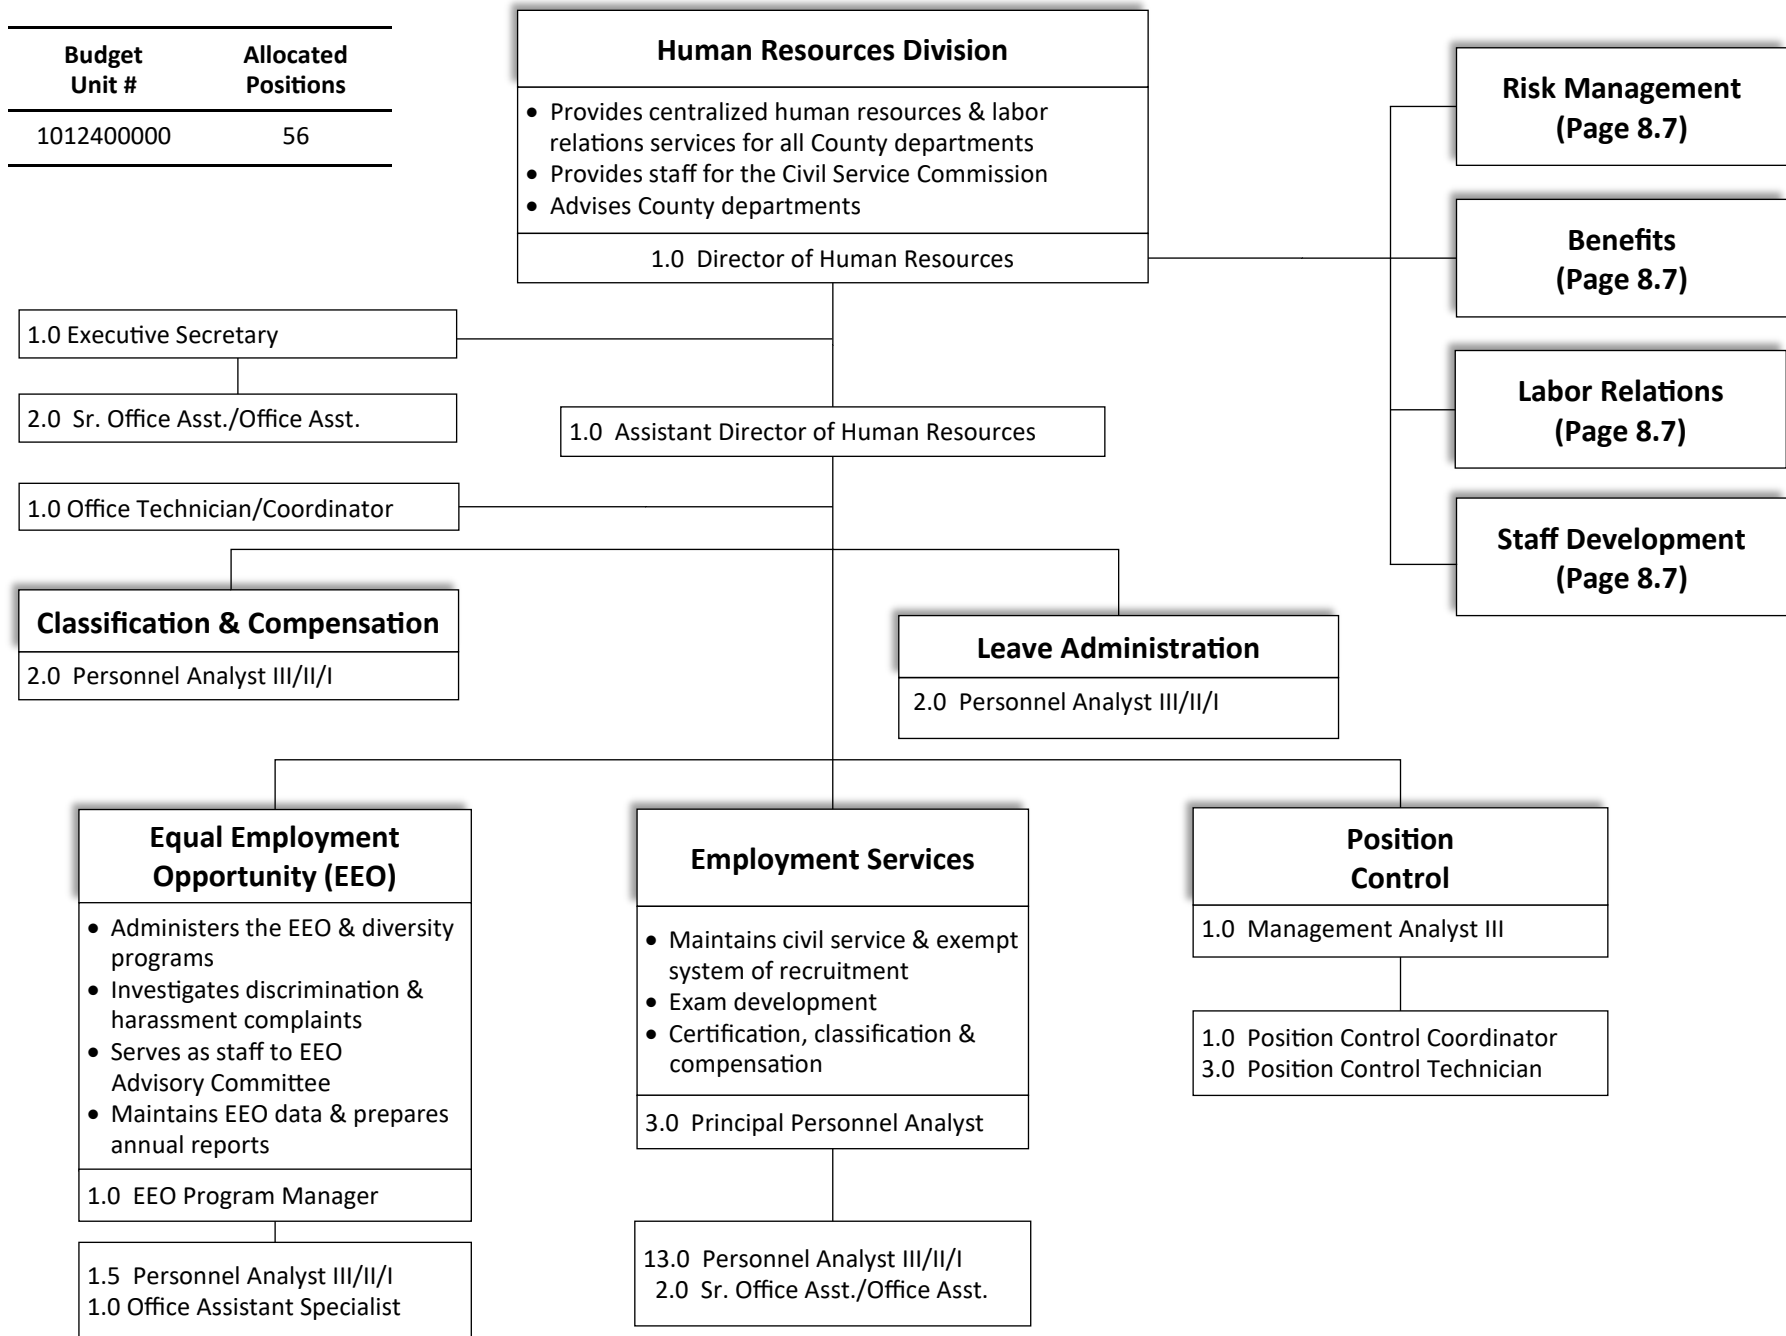 Budget
Unit #
Allocated
Positions
1012400000
56
Human Resources Division
• Provides centralized human resources & labor
relations services for all County departments
• Provides staff for the Civil Service Commission
• Advises County departments
1.0 Director of Human Resources
Risk Management
(Page 8.7)
Benefits
(Page 8.7)
Labor Relations
(Page 8.7)
Staff Development
(Page 8.7)
1.0 Executive Secretary
2.0 Sr. Office Asst./Office Asst.
1.0 Assistant Director of Human Resources
1.0 Office Technician/Coordinator
Classification & Compensation
2.0 Personnel Analyst III/II/I
Leave Administration
2.0 Personnel Analyst III/II/I
Equal Employment
Opportunity (EEO)
• Administers the EEO & diversity
programs
• Investigates discrimination &
harassment complaints
• Serves as staff to EEO
Advisory Committee
• Maintains EEO data & prepares
annual reports
1.0 EEO Program Manager
1.5 Personnel Analyst III/II/I
1.0 Office Assistant Specialist
Employment Services
• Maintains civil service & exempt
system of recruitment
• Exam development
• Certification, classification &
compensation
3.0 Principal Personnel Analyst
13.0 Personnel Analyst III/II/I
2.0 Sr. Office Asst./Office Asst.
Position
Control
1.0 Management Analyst III
1.0 Position Control Coordinator
3.0 Position Control Technician